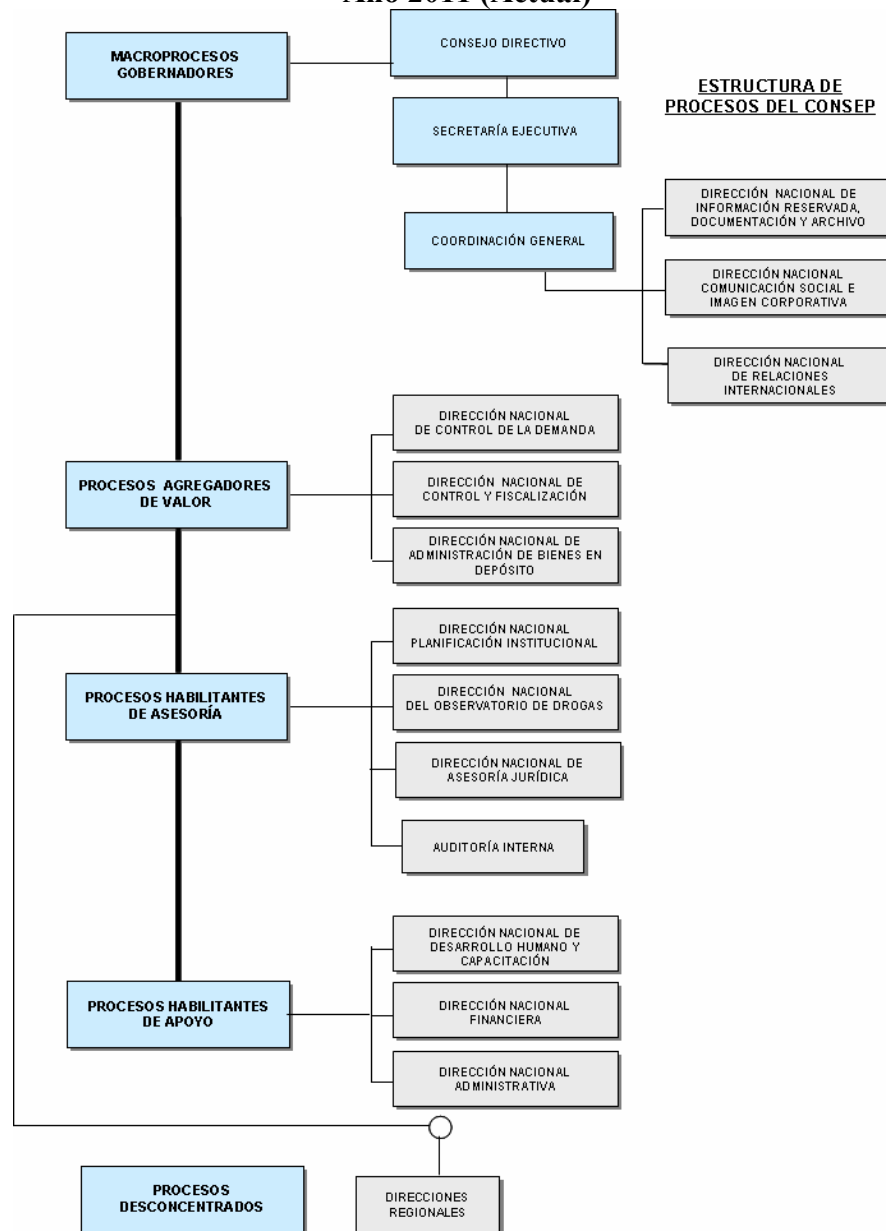 Año 2011 (Actual)
MACROPROCESOS
GOBERNADORES
CONSEJO DIRECTIVO
ESTRUCTURA DE
PROCESOS DEL CONSEP
SECRETARÍA EJECUTIVA
COORDINACIÓN GENERAL
DIRECCIÓN NACIONAL DE
INFORMACIÓN RESERVADA,
DOCUMENTACIÓN Y ARCHIVO
DIRECCIÓN NACIONAL
COMUNICACIÓN SOCIAL E
IMAGEN CORPORATIVA
DIRECCIÓN NACIONAL
DE RELACIONES
INTERNACIONALES
PROCESOS AGREGADORES
DE VALOR
DIRECCIÓN NACIONAL
DE CONTROL DE LA DEMANDA
DIRECCIÓN NACIONAL DE
CONTROL Y FISCALIZACIÓN
DIRECCIÓN NACIONAL DE
ADMINISTRACIÓN DE BIENES EN
DEPÓSITO
PROCESOS HABILITANTES
DE ASESORÍA
DIRECCIÓN NACIONAL
PLANIFICACIÓN INSTITUCIONAL
DIRECCIÓN NACIONAL
DEL OBSERVATORIO DE DROGAS
DIRECCIÓN NACIONAL DE
ASESORÍA JURÍDICA
AUDITORÍA INTERNA
PROCESOS HABILITANTES
DE APOYO
DIRECCIÓN NACIONAL DE
DESARROLLO HUMANO Y
CAPACITACIÓN
DIRECCIÓN NACIONAL
FINANCIERA
DIRECCIÓN NACIONAL
ADMINISTRATIVA
PROCESOS
DESCONCENTRADOS
DIRECCIONES
REGIONALES